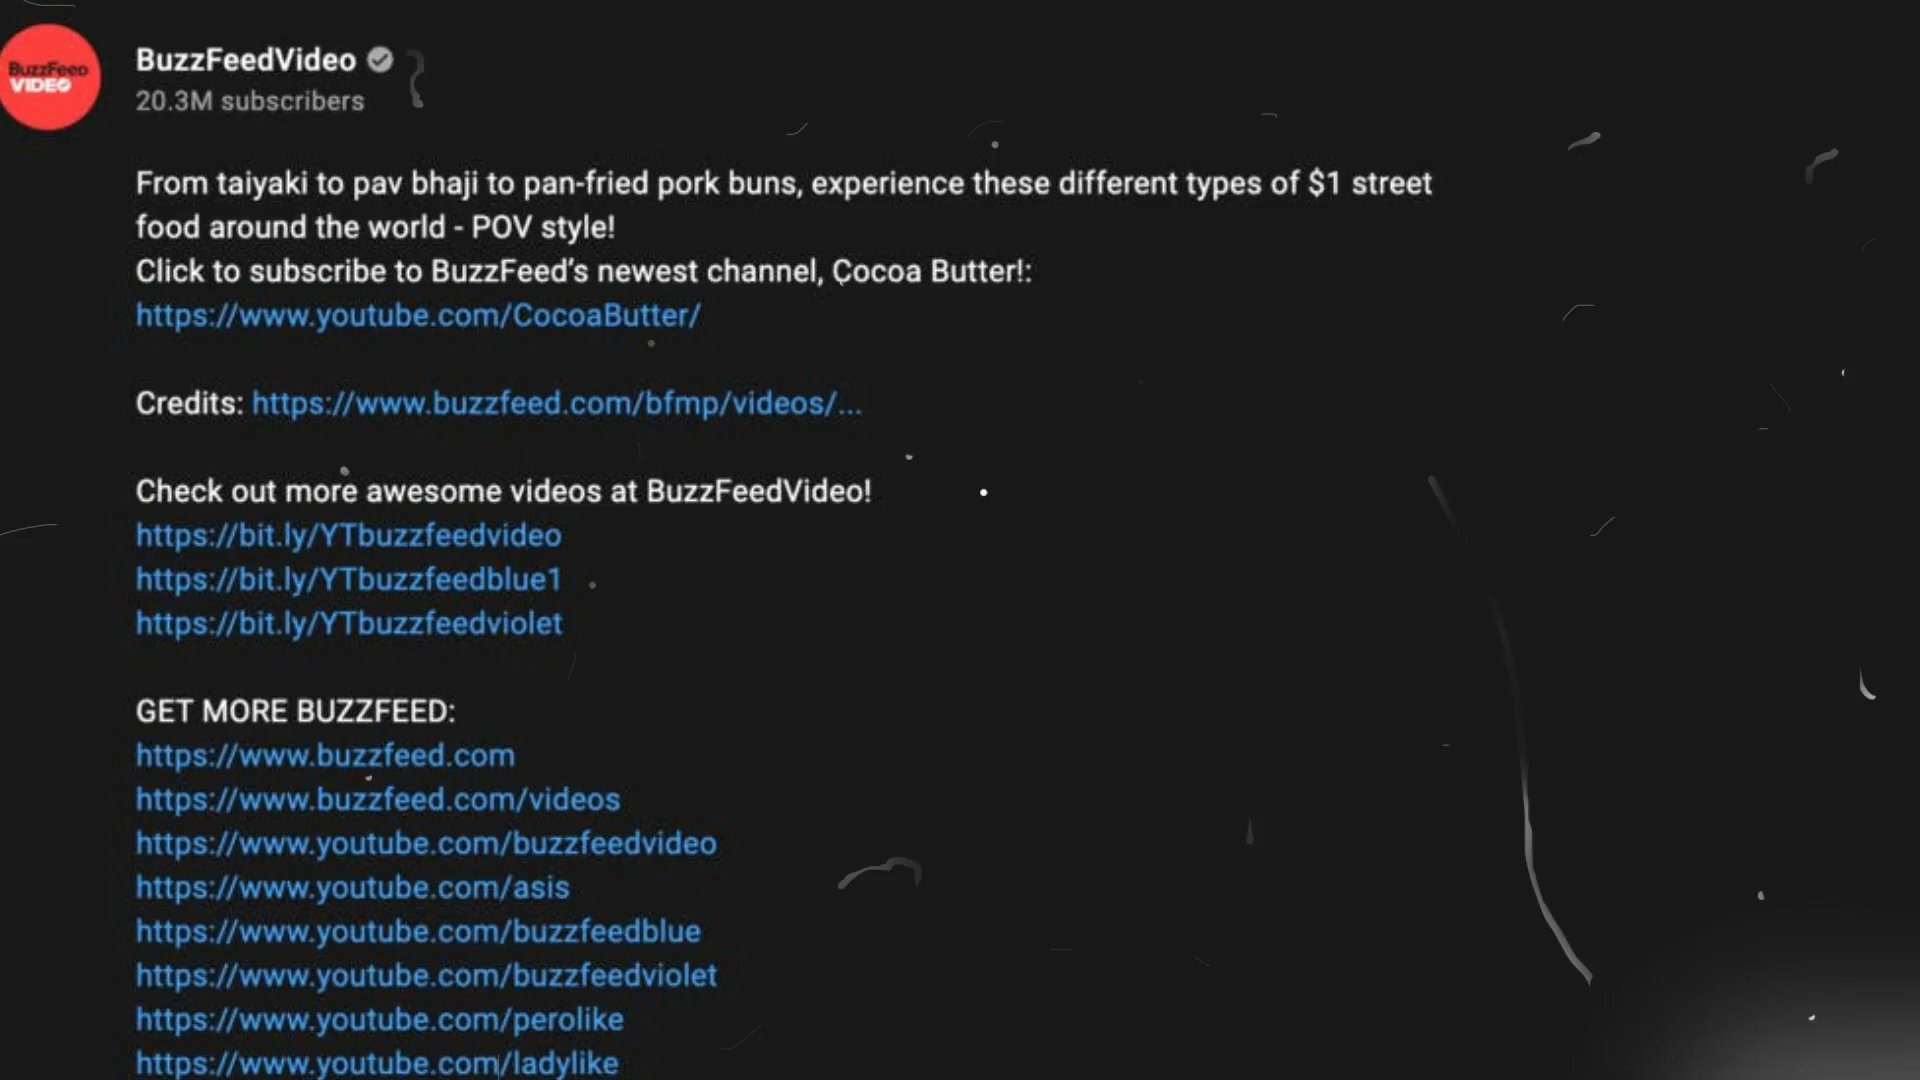 BuzzFeed
VIDEO
BuzzFeedVideo
20.3M subscribers
From taiyaki to pav bhaji to pan-fried pork buns, experience these different types of $1 street
food around the world - POV style!
Click to subscribe to BuzzFeed's newest channel, Cocoa Butter!:
https://www.youtube.com/CocoaButter/
Credits: https://www.buzzfeed.com/bfmp/videos/...
Check out more awesome videos at BuzzFeedVideo!
https://bit.ly/YTbuzzfeedvideo
https://bit.ly/YTbuzzfeedblue1
https://bit.ly/YTbuzzfeedviolet
GET MORE BUZZFEED:
https://www.buzzfeed.com
https://www.buzzfeed.com/videos
https://www.youtube.com/buzzfeedvideo
https://www.youtube.com/asis
https://www.youtube.com/buzzfeedblue
https://www.youtube.com/buzzfeedviolet
https://www.youtube.com/perolike
https://www.youtube.com/ladylike